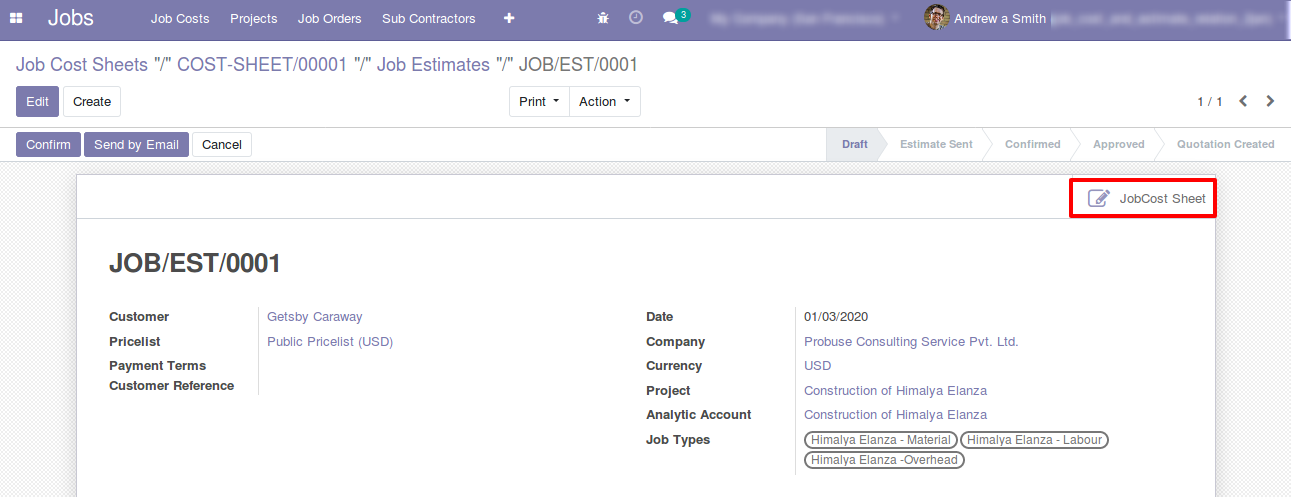 Jobs Job Costs Projects Job Orders Sub Contractors 3 Andrew a Smith
Job Cost Sheets "/" COST-SHEET/00001 "/" Job Estimates "/" JOB/EST/0001
Edit Create Print Action 1 / 1
Confirm Send by Email Cancel Draft Estimate Sent Confirmed Approved Quotation Created
JobCost Sheet
JOB/EST/0001
Customer Getsby Caraway
Pricelist Public Pricelist (USD)
Payment Terms
Customer Reference
Date 01/03/2020
Company Probuse Consulting Service Pvt. Ltd.
Currency USD
Project Construction of Himalya Elanza
Analytic Account Construction of Himalya Elanza
Job Types Himalya Elanza - Material Himalya Elanza - Labour
Himalya Elanza -Overhead